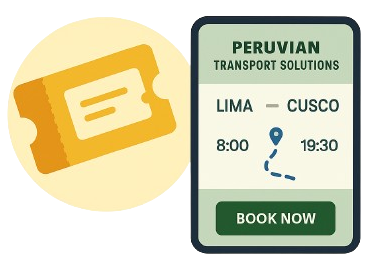 PERUVIAN
TRANSPORT SOLUTIONS
LIMA — CUSCO
8:00 19:30
BOOK NOW